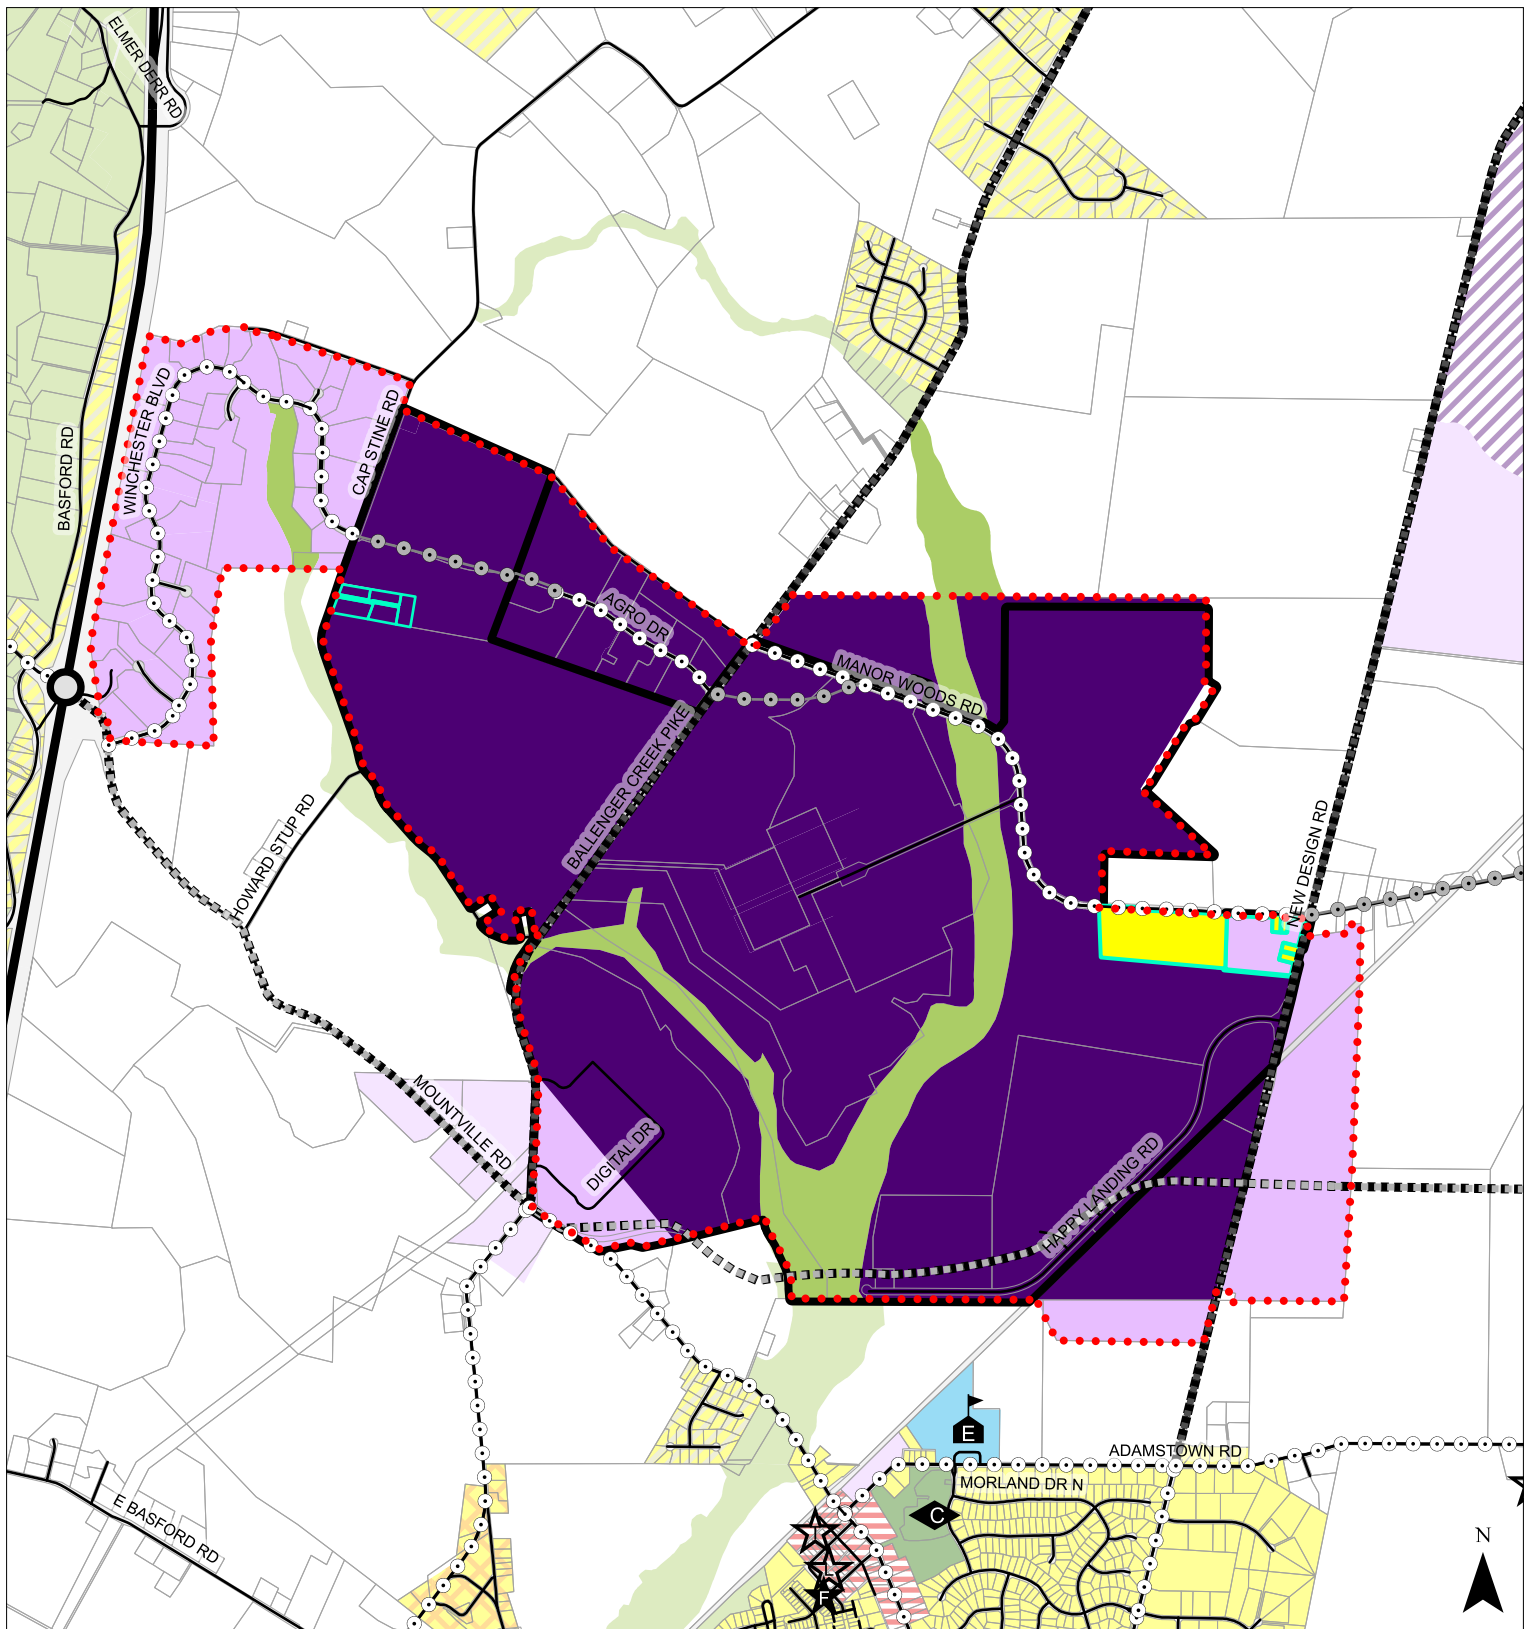 ELMER DERR RD
WINCHESTER BLVD
CAP STINE RD
BASFORD RD
AGRO DR
MANOR WOODS RD
BALLENGER CREEK PIKE
NEW DESIGN RD
HOWARD STUP RD
MOUNTVILLE RD
DIGITAL DR
HAPPY LANDING RD
E
ADAMSTOWN RD
MORLAND DR N
C
E BASFORD RD
F
N